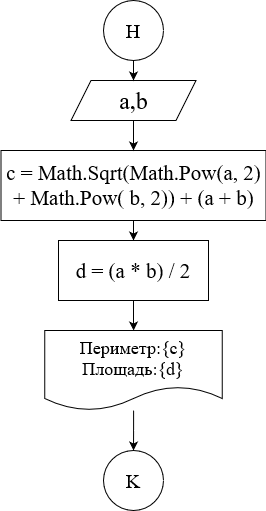 Н
a,b
c = Math.Sqrt(Math.Pow(a, 2)
+ Math.Pow( b, 2)) + (a + b)
d = (a * b) / 2
Периметр:{c}
Площадь:{d}
К